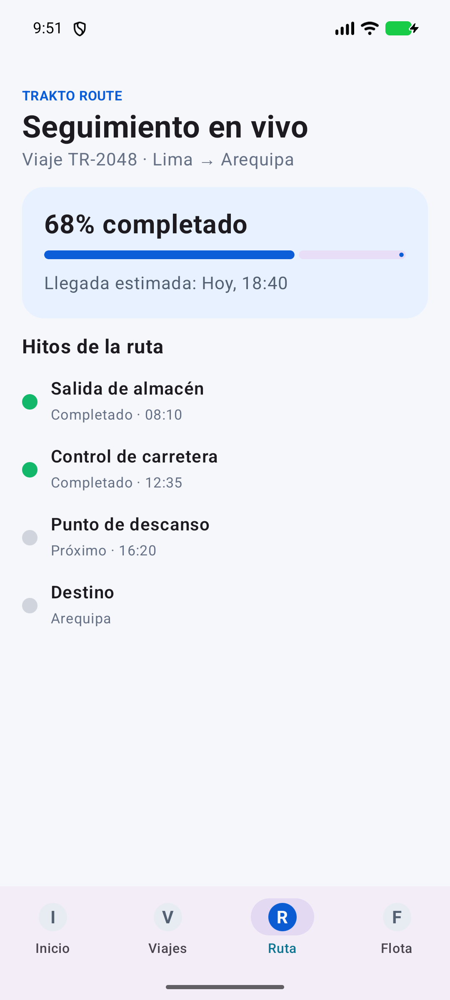 9:51
TRAKTO ROUTE
Seguimiento en vivo
Viaje TR-2048 · Lima → Arequipa
68% completado
Llegada estimada: Hoy, 18:40
Hitos de la ruta
Salida de almacén
Completado · 08:10
Control de carretera
Completado · 12:35
Punto de descanso
Próximo · 16:20
Destino
Arequipa
I V R F
Inicio Viajes Ruta Flota